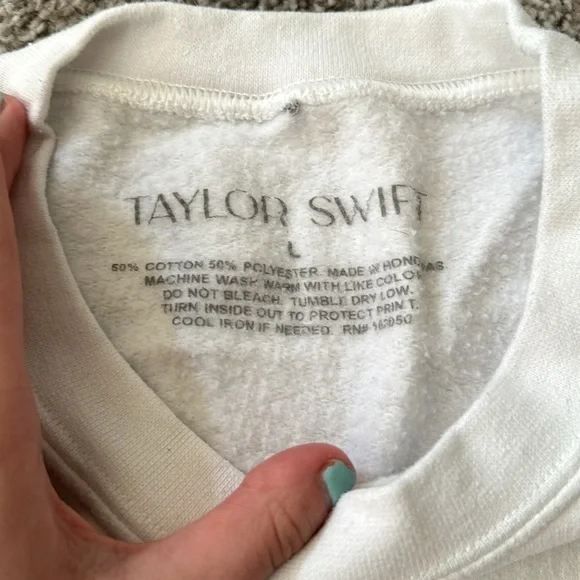 TAYLOR SWIFT
L
50% COTTON 50% POLYESTER. MADE IN HONDURAS
MACHINE WASH WARM WITH LIKE COLORS
DO NOT BLEACH. TUMBLE DRY LOW.
TURN INSIDE OUT TO PROTECT PRINT.
COOL IRON IF NEEDED. RN#